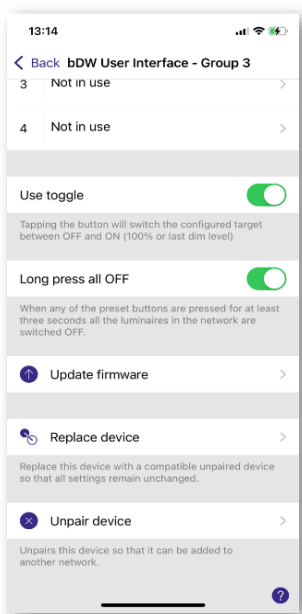 13:14
Back bDW User Interface - Group 3
3 Not in use
4 Not in use
Use toggle
Tapping the button will switch the configured target
between OFF and ON (100% or last dim level)
Long press all OFF
When any of the preset buttons are pressed for at least
three seconds all the luminaires in the network are
switched OFF.
Update firmware
Replace device
Replace this device with a compatible unpaired device
so that all settings remain unchanged.
Unpair device
Unpairs this device so that it can be added to
another network.
?